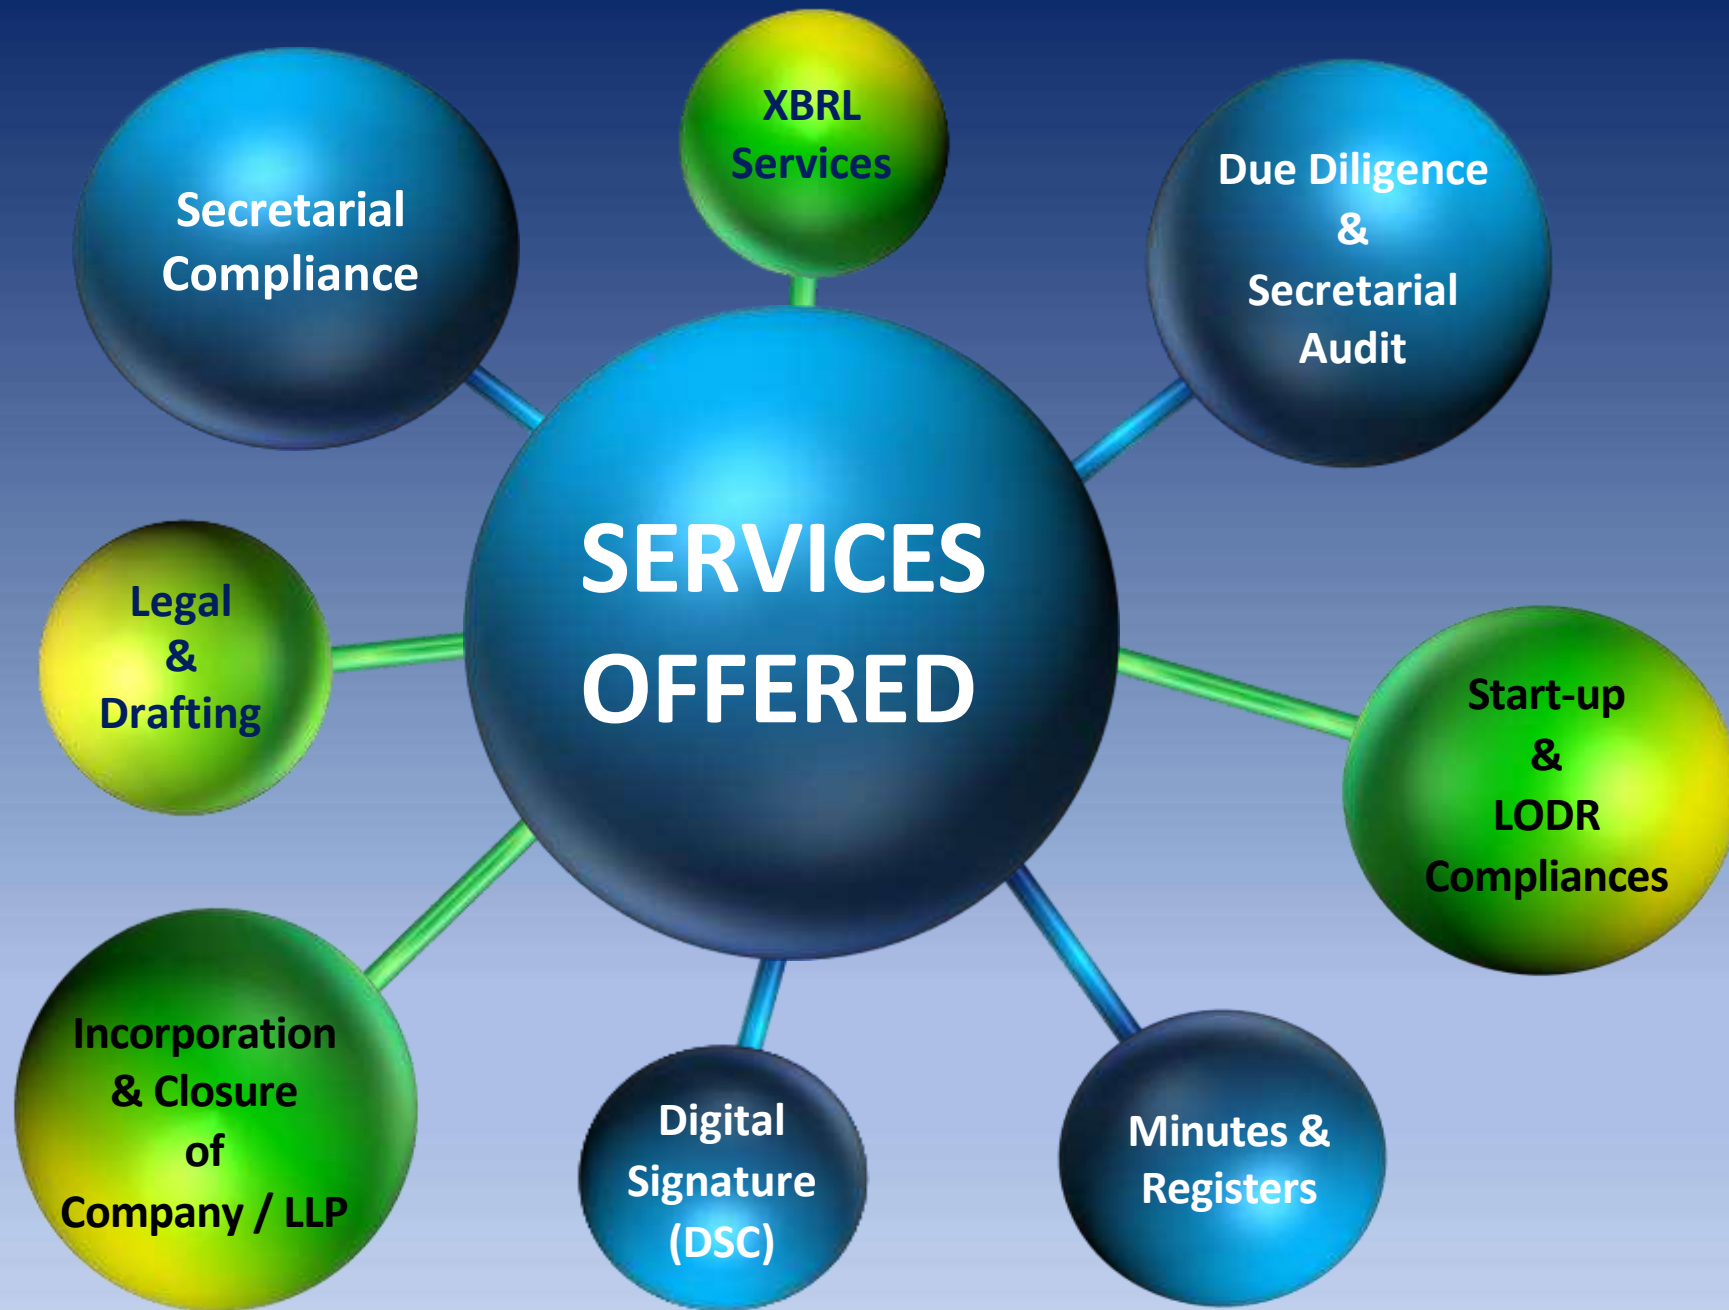 XBRL
Services
Secretarial
Compliance
Due Diligence
&
Secretarial
Audit
SERVICES
OFFERED
Legal
&
Drafting
Start-up
&
LODR
Compliances
Incorporation
& Closure
of
Company / LLP
Digital
Signature
(DSC)
Minutes &
Registers